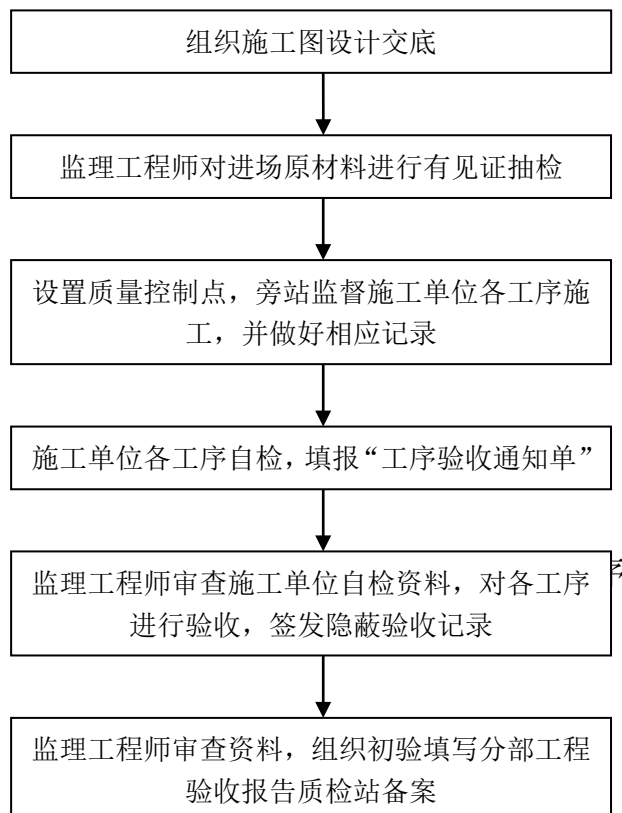 组织施工图设计交底
监理工程师对进场原材料进行有见证抽检
设置质量控制点，旁站监督施工单位各工序施
工，并做好相应记录
施工单位各工序自检，填报“工序验收通知单”
监理工程师审查施工单位自检资料，对各工序
进行验收，签发隐蔽验收记录
监理工程师审查资料，组织初验填写分部工程
验收报告质检站备案